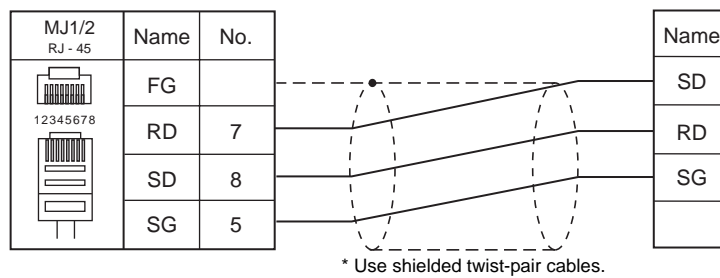 MJ1/2 Name No. Name
RJ - 45
FG SD
12345678
RD 7 RD
SD 8 SG
SG 5
* Use shielded twist-pair cables.